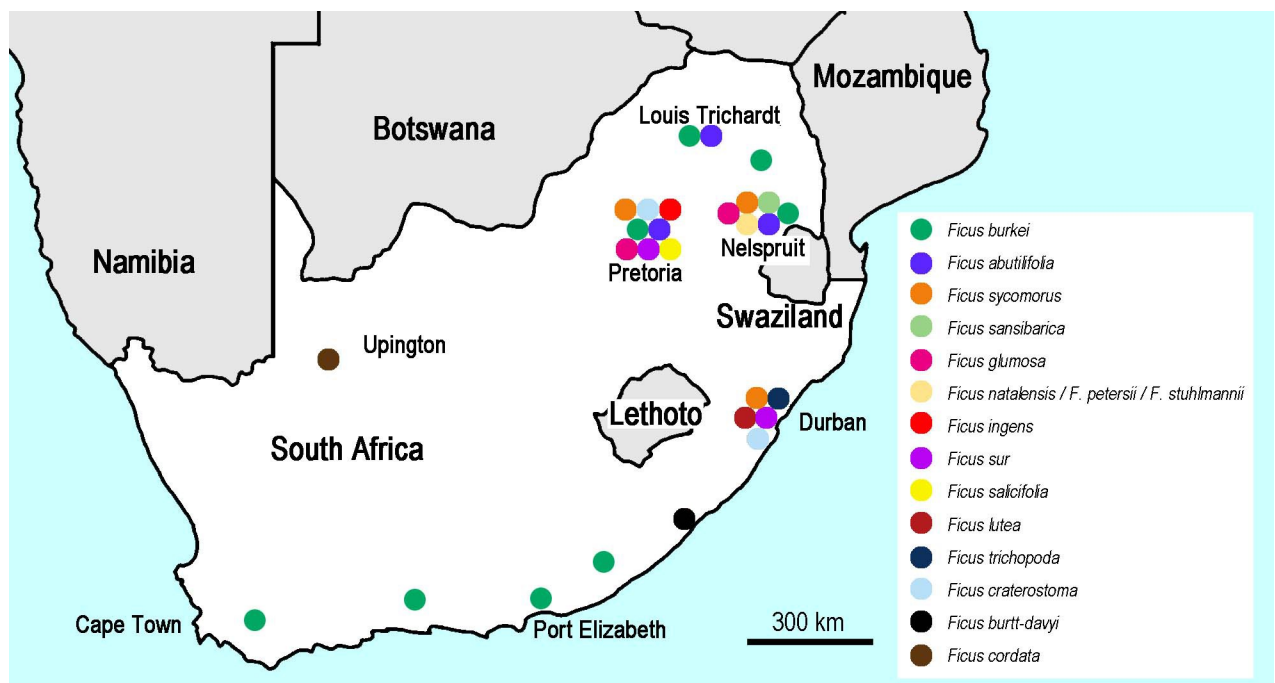 Mozambique
Louis Trichardt
Botswana
Namibia
Pretoria
Nelspruit
Swaziland
Upington
Lethoto
Durban
South Africa
Cape Town
Port Elizabeth
300 km
Ficus burkei
Ficus abutilifolia
Ficus sycomorus
Ficus sansibarica
Ficus glumosa
Ficus natalensis / F. petersii / F. stuhlmannii
Ficus ingens
Ficus sur
Ficus salicifolia
Ficus lutea
Ficus trichopoda
Ficus craterostoma
Ficus burtt-davyi
Ficus cordata